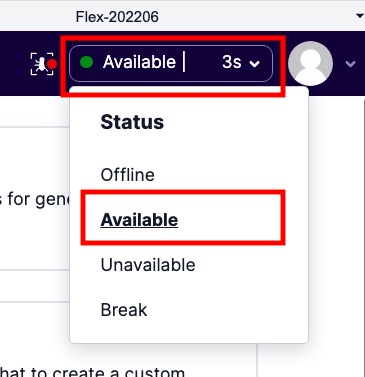 Flex-202206
Available | 3s
Status
Offline
s for gene
Available
Unavailable
Break
hat to create a custom